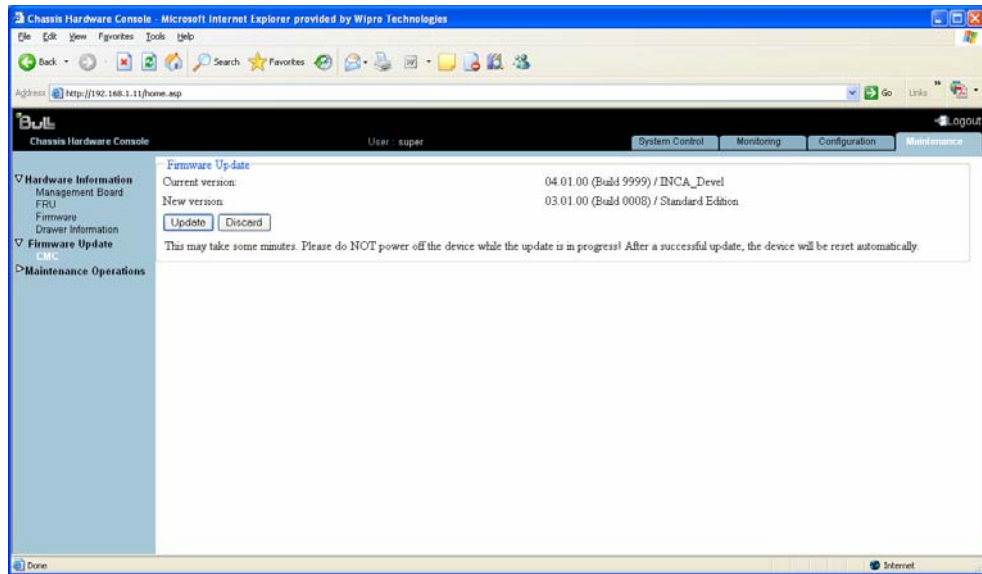 Chassis Hardware Console - Microsoft Internet Explorer provided by Wipro Technologies
File Edit View Favorites Tools Help
Back Search Favorites
Address http://192.168.1.11/home.asp Go Links »
Bull Logout
Chassis Hardware Console User : super System Control Monitoring Configuration Maintenance
Hardware Information
Management Board
FRU
Firmware
Drawer Information
Firmware Update
CMC
Maintenance Operations
Firmware Update
Current version: 04.01.00 (Build 9999) / INCA_Devel
New version: 03.01.00 (Build 0008) / Standard Edition
Update Discard
This may take some minutes. Please do NOT power off the device while the update is in progress! After a successful update, the device will be reset automatically.
Done Internet